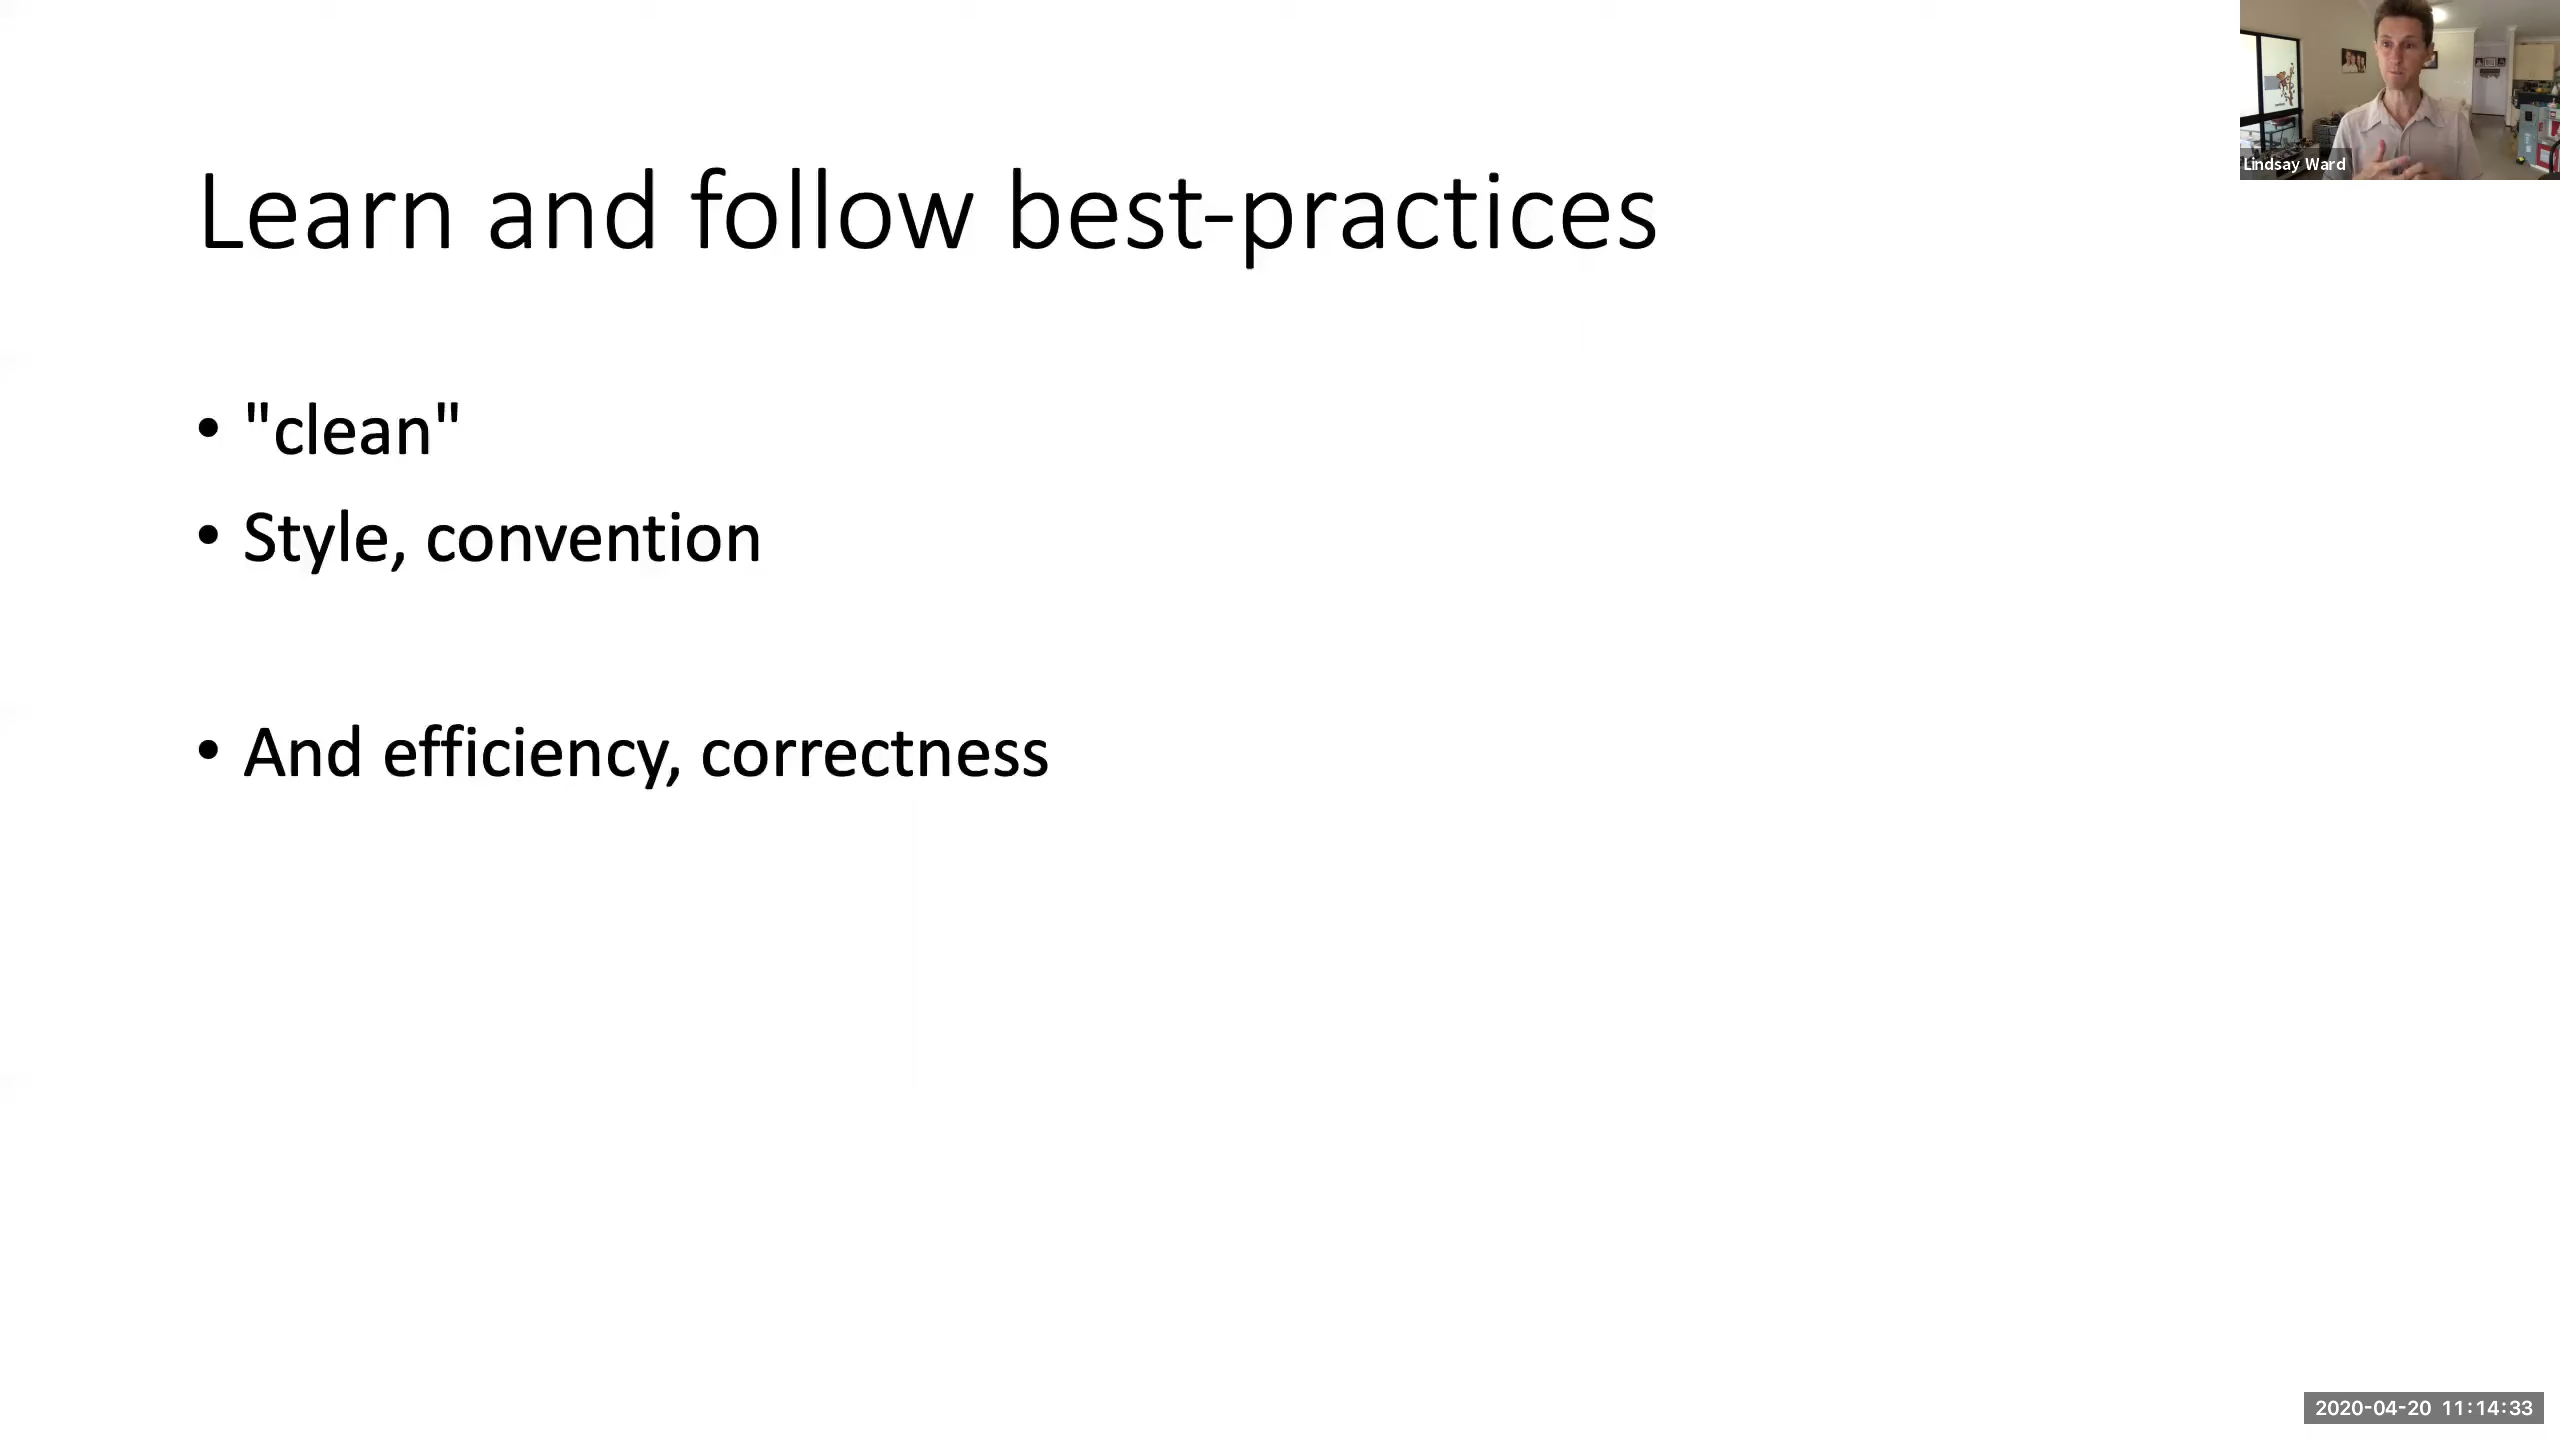 Lindsay Ward
Learn and follow best-practices
• "clean"
• Style, convention
• And efficiency, correctness
2020-04-20 11:14:33